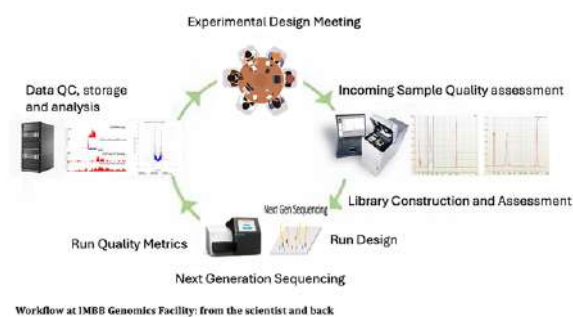 Experimental Design Meeting
Data QC, storage
and analysis
Incoming Sample Quality assessment
Library Construction and Assessment
Next Gen Sequencing
Run Quality Metrics
Run Design
Next Generation Sequencing
Workflow at IMBB Genomics Facility: from the scientist and back